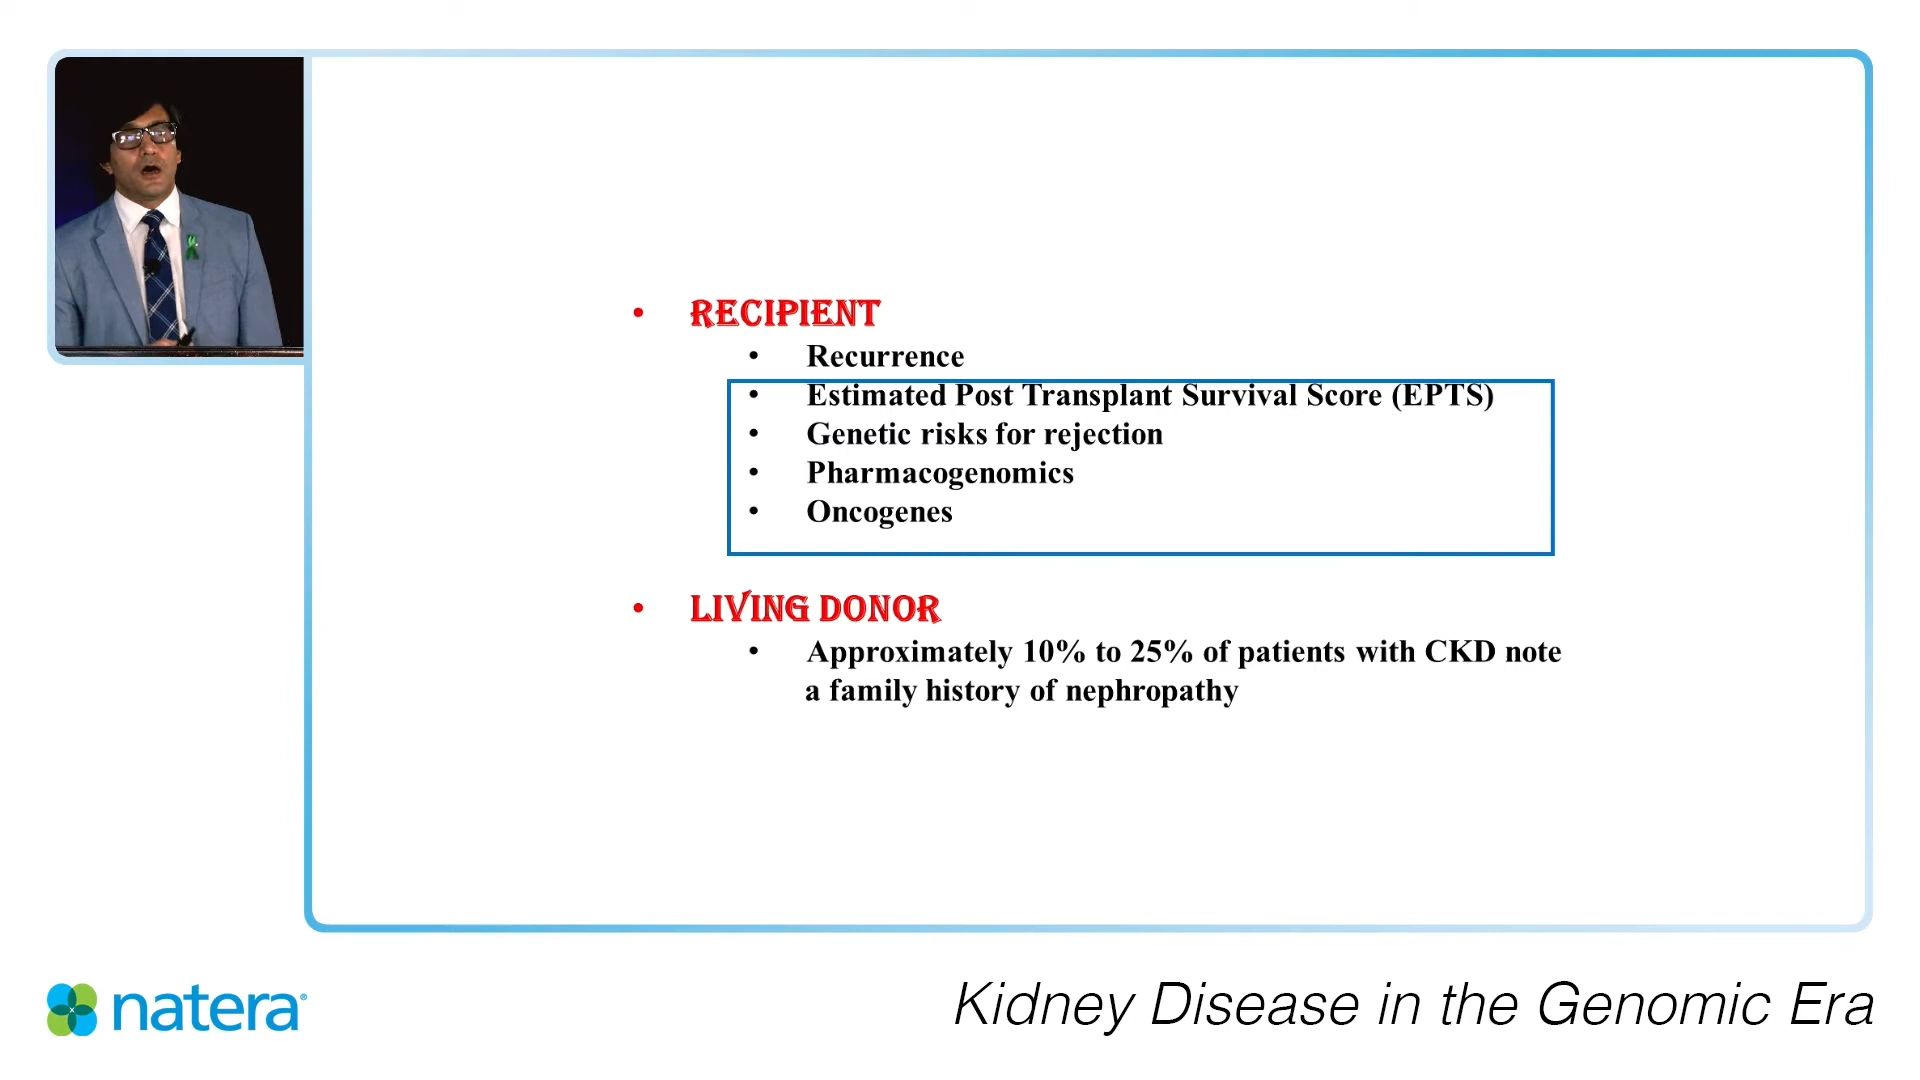 • RECIPIENT
• Recurrence
• Estimated Post Transplant Survival Score (EPTS)
• Genetic risks for rejection
• Pharmacogenomics
• Oncogenes
• LIVING DONOR
• Approximately 10% to 25% of patients with CKD note
a family history of nephropathy
natera®
Kidney Disease in the Genomic Era